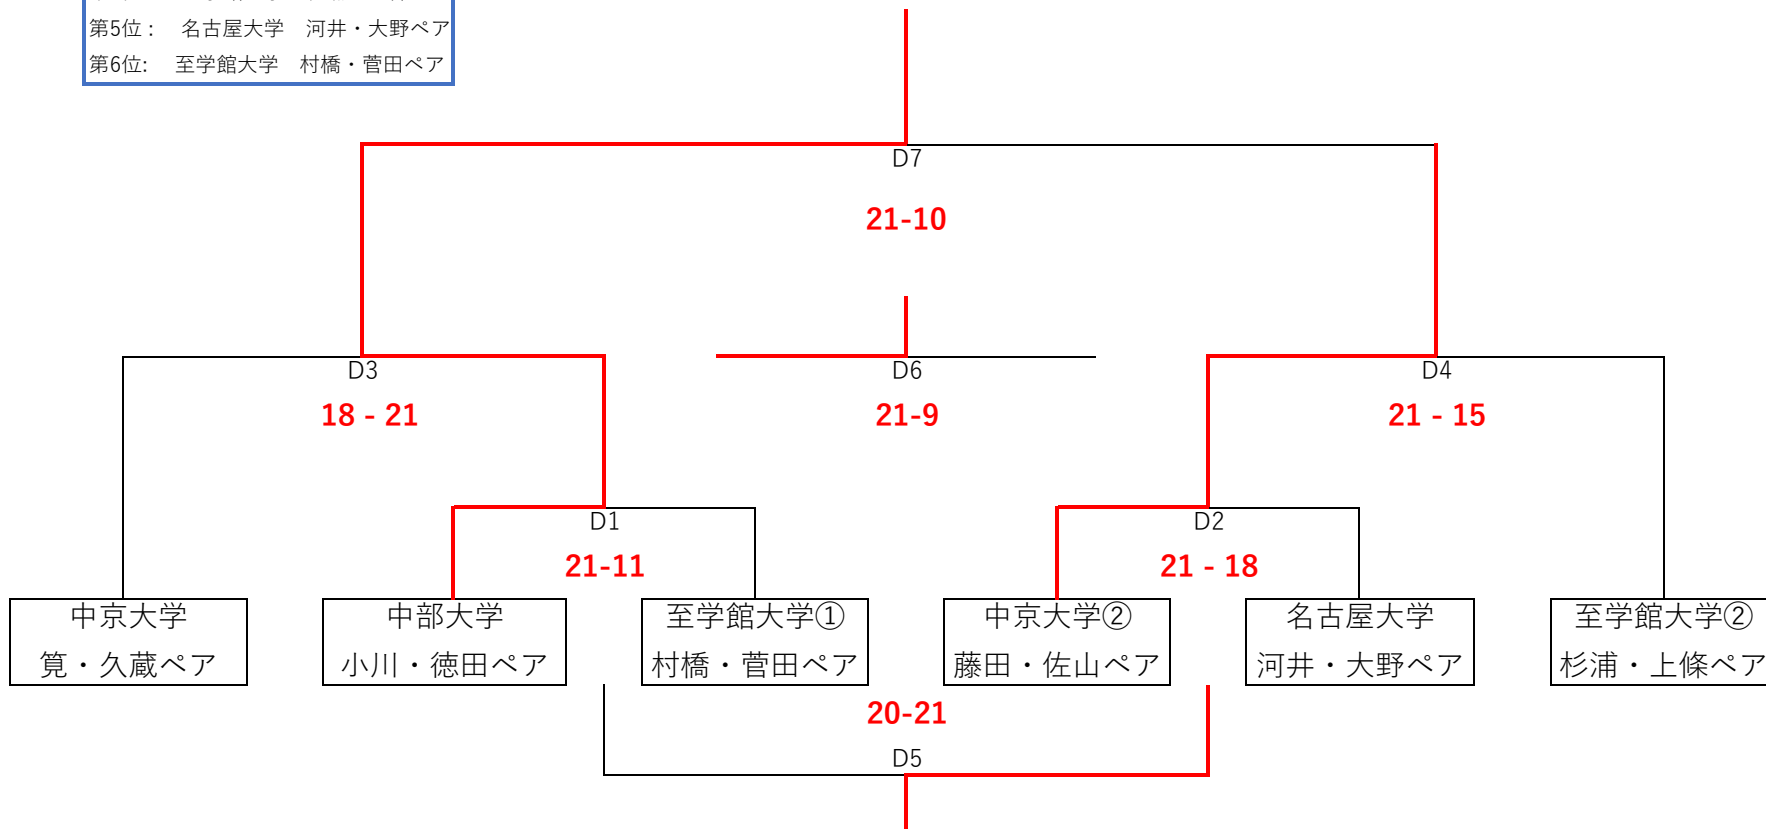 第5位： 名古屋大学 河井・大野ペア
第6位: 至学館大学 村橋・菅田ペア
D7
21-10
D3
D6
D4
18 - 21
21-9
21 - 15
D1
D2
21-11
21 - 18
中京大学
筧・久蔵ペア
中部大学
小川・徳田ペア
至学館大学①
村橋・菅田ペア
中京大学②
藤田・佐山ペア
名古屋大学
河井・大野ペア
至学館大学②
杉浦・上條ペア
20-21
D5